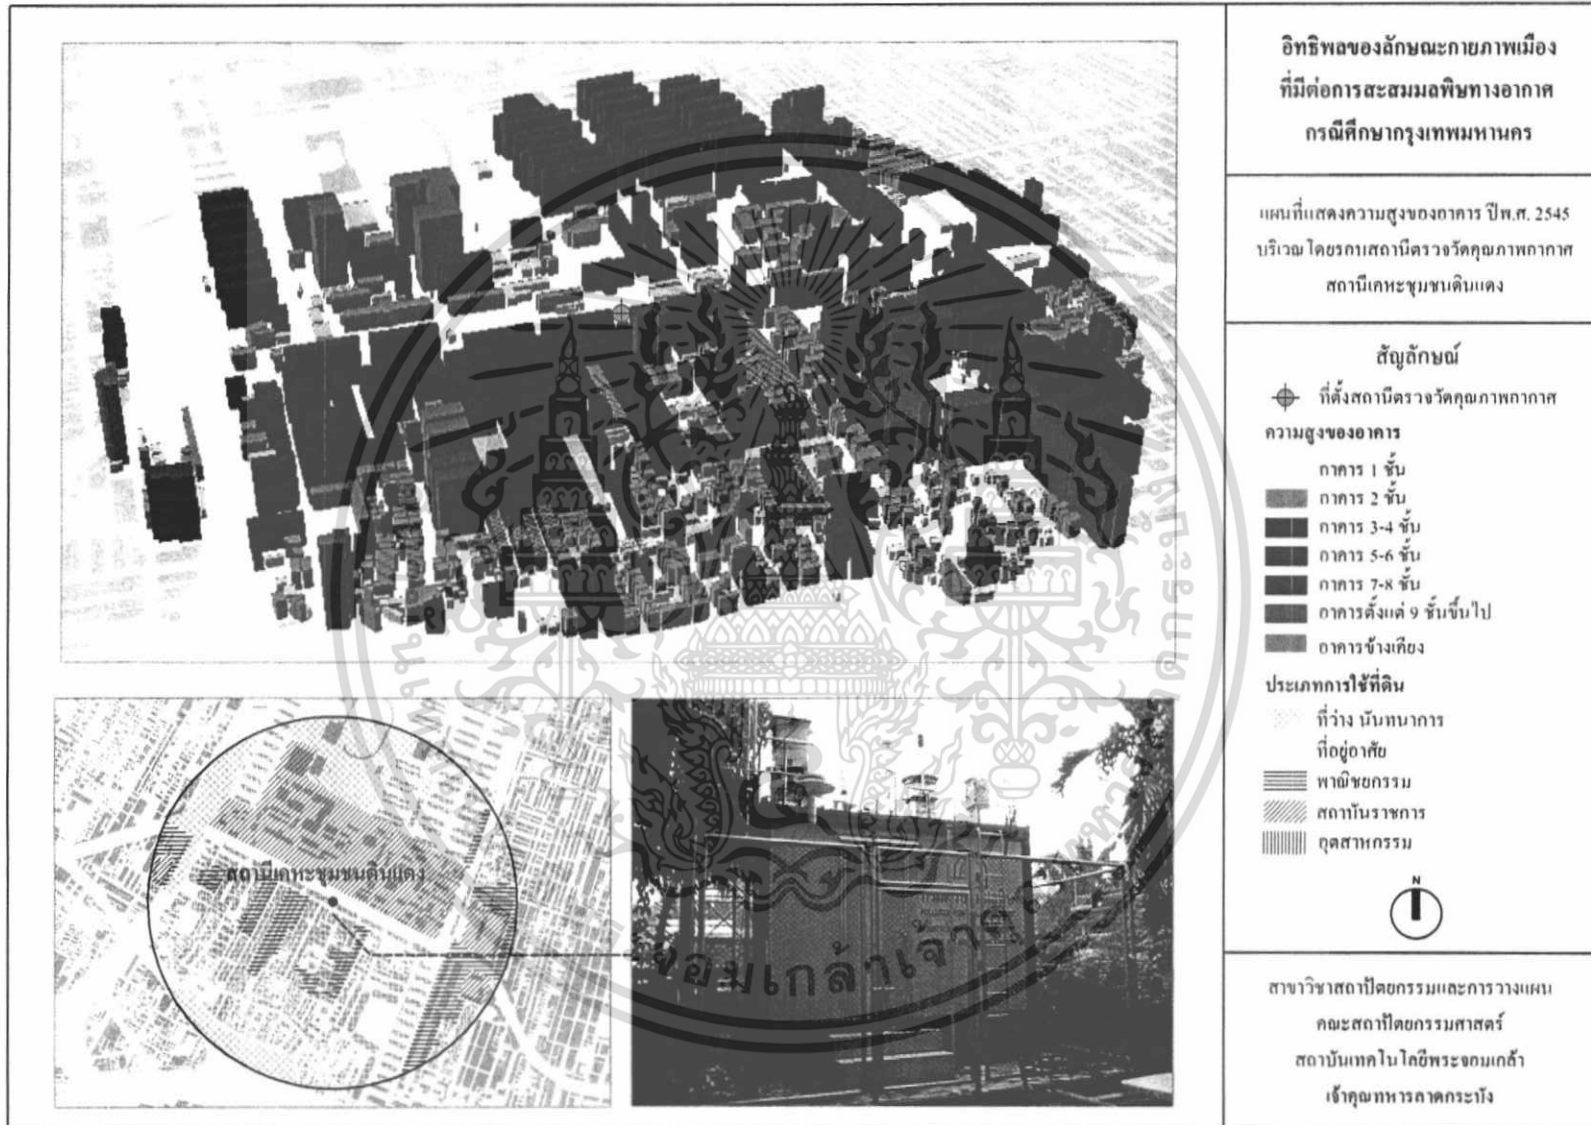 อิทธิพลของลักษณะกายภาพเมือง
ที่มีต่อการสะสมมลพิษทางอากาศ
กรณีศึกษากรุงเทพมหานคร
แผนที่แสดงความสูงของอาคาร ปีพ.ศ. 2545
บริเวณโดยรอบสถานีตรวจวัดคุณภาพอากาศ
สถานีเคหะชุมชนดินแดง
สัญลักษณ์
ที่ตั้งสถานีตรวจวัดคุณภาพอากาศ
ความสูงของอาคาร
อาคาร 1 ชั้น
อาคาร 2 ชั้น
อาคาร 3-4 ชั้น
อาคาร 5-6 ชั้น
อาคาร 7-8 ชั้น
อาคารตั้งแต่ 9 ชั้นขึ้นไป
อาคารข้างเคียง
ประเภทการใช้ที่ดิน
ที่ว่าง นันทนาการ
ที่อยู่อาศัย
พาณิชยกรรม
สถาบันราชการ
อุตสาหกรรม
N
สาขาวิชาสถาปัตยกรรมและการวางแผน
คณะสถาปัตยกรรมศาสตร์
สถาบันเทคโนโลยีพระจอมเกล้า
เจ้าคุณทหารลาดกระบัง
สถานีเคหะชุมชนดินแดง
จอมเกล้าเจ้าคุณทหาร